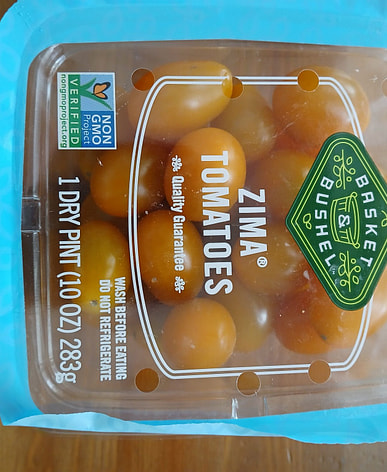 BASKET
&
BUSHEL
ZIMA®
TOMATOES
Quality Guarantee
WASH BEFORE EATING
DO NOT REFRIGERATE
1 DRY PINT (10 OZ) 283g
NON
GMO
Project
VERIFIED
nongmoproject.org